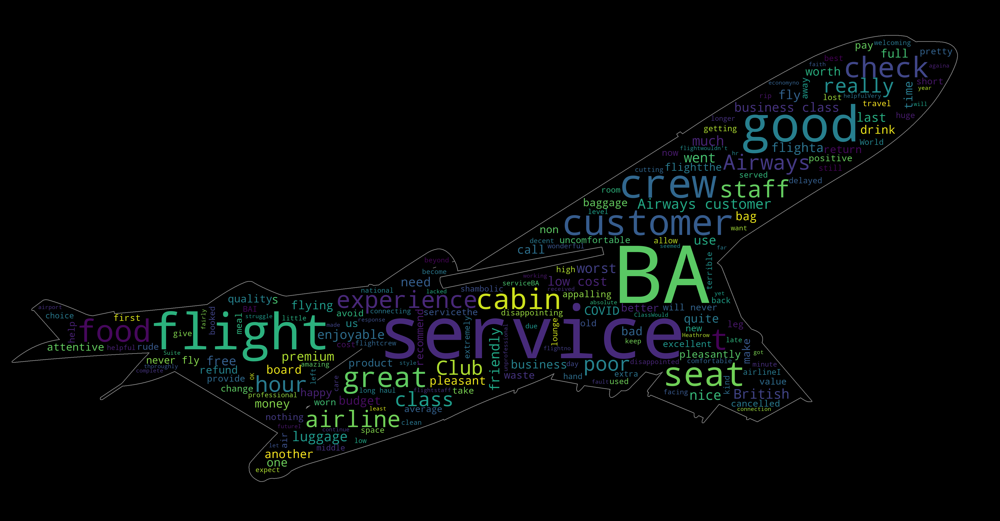 pay welcoming
full pretty
best
check
faith againa
worth
really short
economyno away time year
fly lost helpfulVery
rip travel will
business class
huge
good last
longer
getting drink
much World
flightwouldn't flighta return
now hr
went Airways positive
cutting flightthe still
served
crew staff delayed
room
baggage Airways customer
level
customer bag
non want
decent uncomfortable allow use
call wonderful seemed far
BA
terrible
beyond
become high worst
need working low cost
national lacked shambolic serviceBA received
experience cabin appalling yet
qualitys flying absolute back
airport BAI avoid connecting servicethe disappointing COVID better will never
choice first fairly booked meal struggle little us response recommend ClassWould quite
food flight made service due old new leg
help give enjoyable extremely friendly unprofessional lounge bad Heathrow t
attentive helpful rude cost flightcrew flightno keep excellent late
Suite premium pleasantly make got
never fly free amazing product style Club business day poor disappointed comfortable
thoroughly refund board left minute
complete provide OK hour care great pleasant waste hand extra seat airlineI
change happy long haul flightstaff take fault used kind value
professional facing nice British
money worn budget class
least average cancelled
nothing airline connection
clean
futureI continue space
air luggage low
let middle
another
one
expect